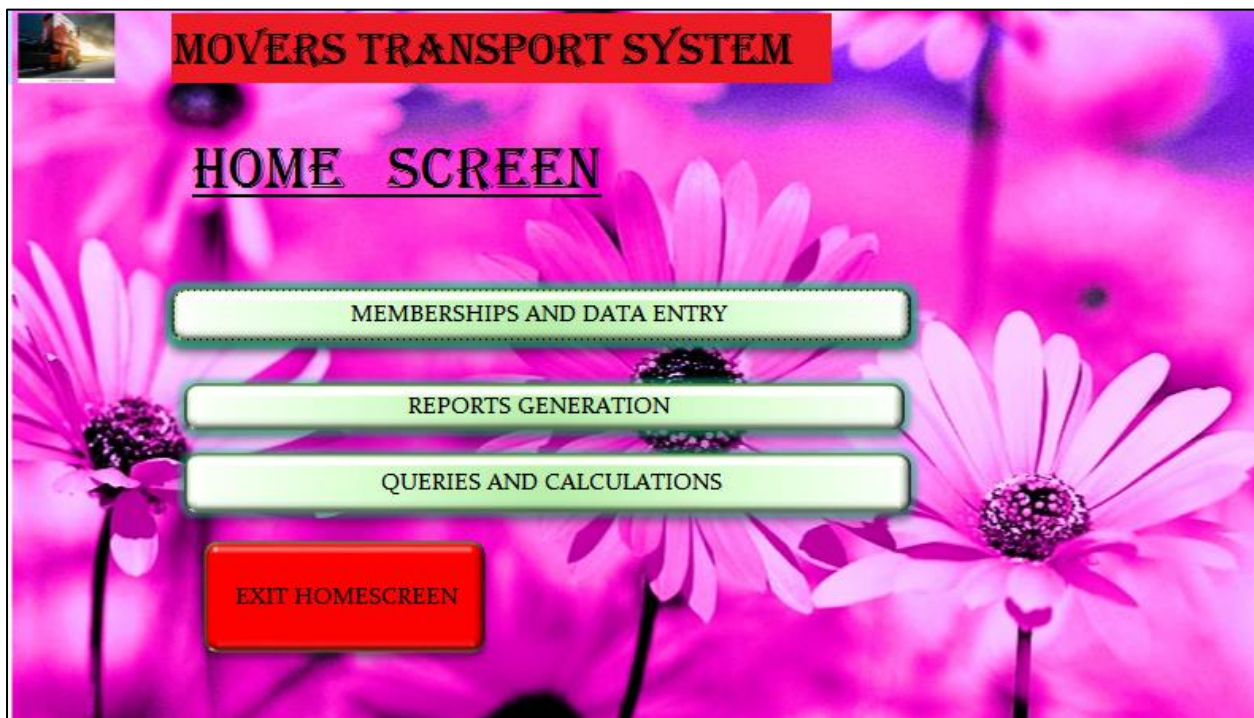 MOVERS TRANSPORT SYSTEM
HOME SCREEN
MEMBERSHIPS AND DATA ENTRY
REPORTS GENERATION
QUERIES AND CALCULATIONS
EXIT HOMESCREEN